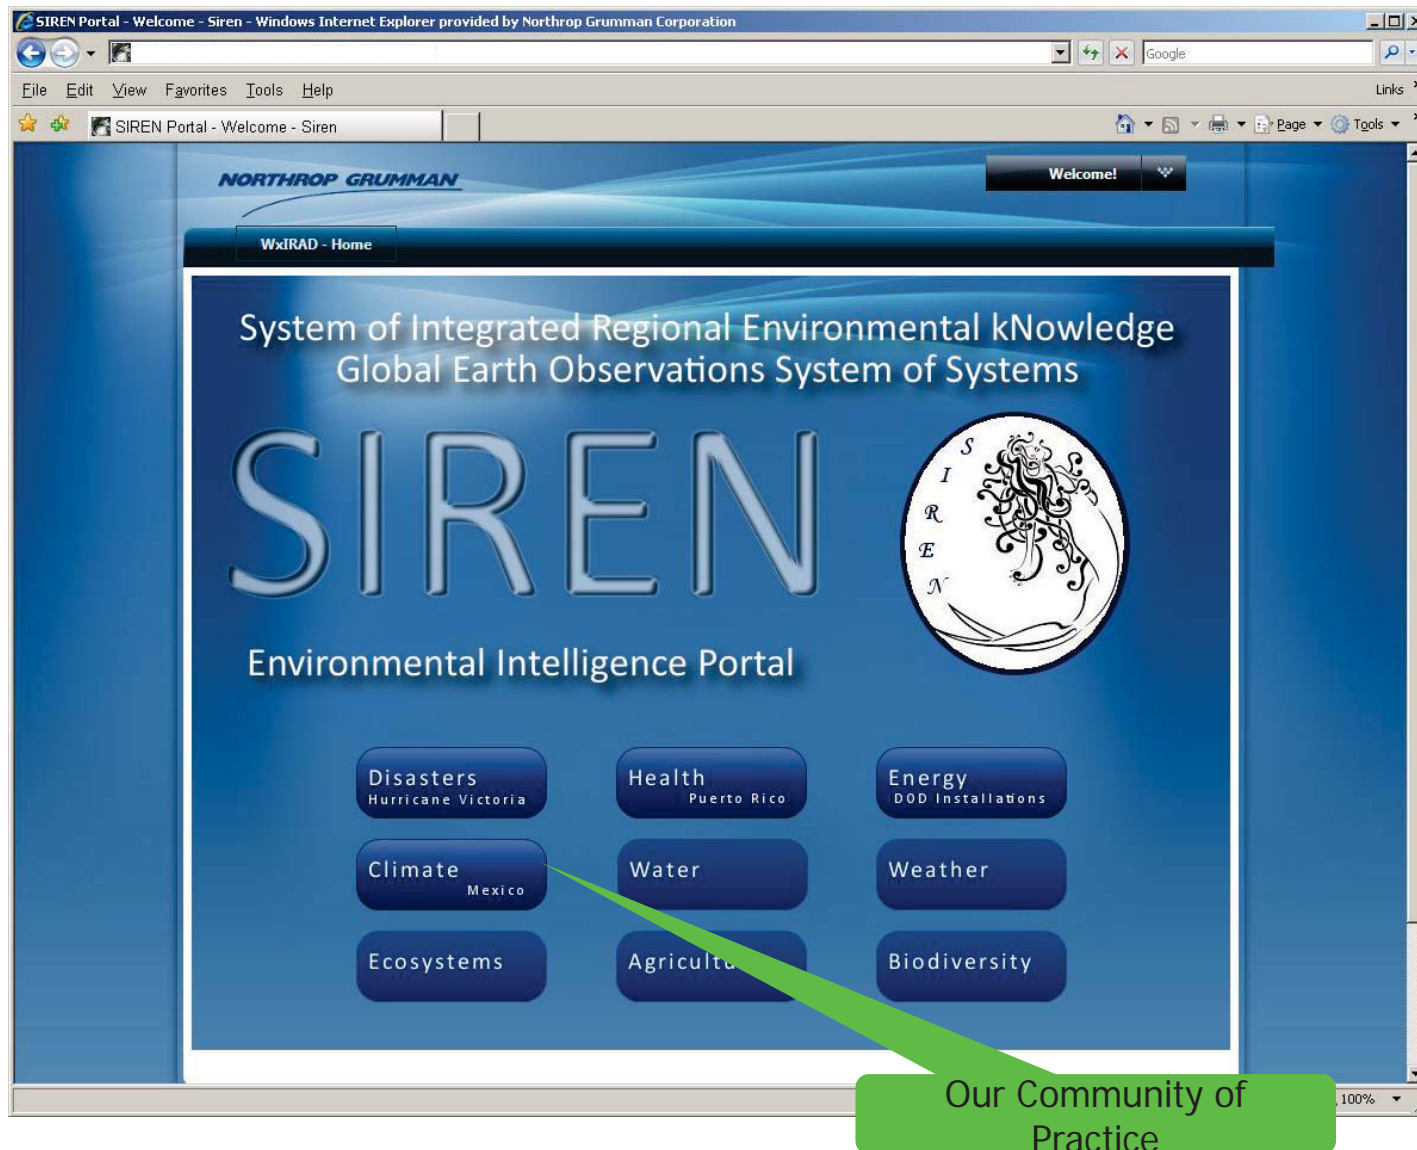 SIREN Portal - Welcome - Siren - Windows Internet Explorer provided by Northrop Grumman Corporation
Google
File Edit View Favorites Tools Help
Links
SIREN Portal - Welcome - Siren
Page Tools
NORTHROP GRUMMAN
Welcome!
WxIRAD - Home
System of Integrated Regional Environmental kNowledge
Global Earth Observations System of Systems
SIREN
S
I
R
E
N
Environmental Intelligence Portal
Disasters
Hurricane Victoria
Health
Puerto Rico
Energy
DOD Installations
Climate
Mexico
Water
Weather
Ecosystems
Agricultu
Biodiversity
100%
Our Community of
Practice